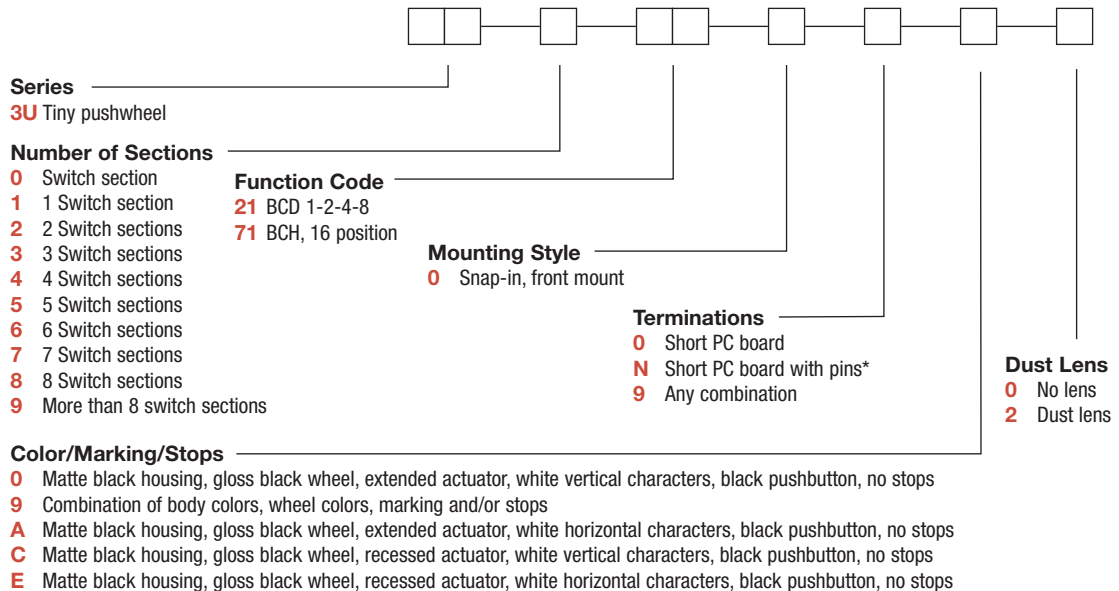 Series
3U Tiny pushwheel
Number of Sections
0 Switch section
1 1 Switch section
2 2 Switch sections
3 3 Switch sections
4 4 Switch sections
5 5 Switch sections
6 6 Switch sections
7 7 Switch sections
8 8 Switch sections
9 More than 8 switch sections
Function Code
21 BCD 1-2-4-8
71 BCH, 16 position
Mounting Style
0 Snap-in, front mount
Terminations
0 Short PC board
N Short PC board with pins*
9 Any combination
Dust Lens
0 No lens
2 Dust lens
Color/Marking/Stops
0 Matte black housing, gloss black wheel, extended actuator, white vertical characters, black pushbutton, no stops
9 Combination of body colors, wheel colors, marking and/or stops
A Matte black housing, gloss black wheel, extended actuator, white horizontal characters, black pushbutton, no stops
C Matte black housing, gloss black wheel, recessed actuator, white vertical characters, black pushbutton, no stops
E Matte black housing, gloss black wheel, recessed actuator, white horizontal characters, black pushbutton, no stops